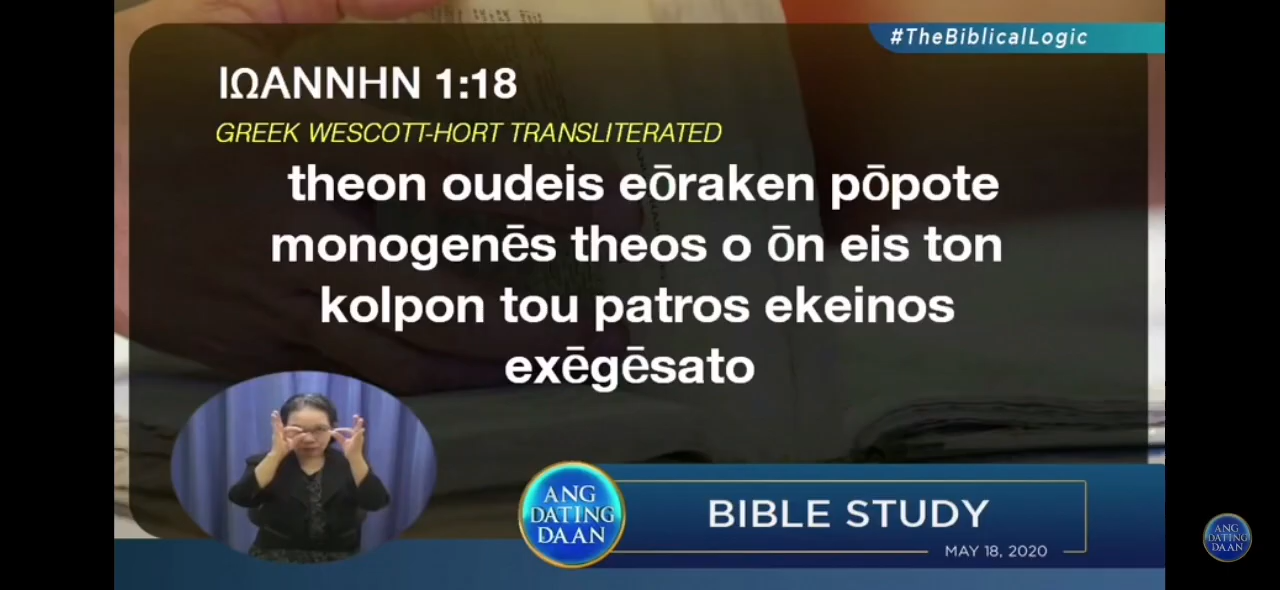 #TheBiblicalLogic
ΙΩΑΝΝΗΝ 1:18
GREEK WESCOTT-HORT TRANSLITERATED
theon oudeis eōraken pōpote
monogenēs theos o ōn eis ton
kolpon tou patros ekeinos
exēgēsato
ANG
DATING
DAAN
BIBLE STUDY
MAY 18, 2020
ANG
DATING
DAAN